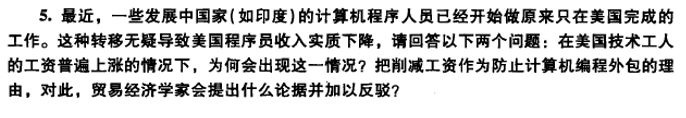 5. 最近，一些发展中国家(如印度)的计算机程序人员已经开始做原来只在美国完成的
工作。这种转移无疑导致美国程序员收入实质下降，请回答以下两个问题：在美国技术工人
的工资普遍上涨的情况下，为何会出现这一情况？把削减工资作为防止计算机编程外包的理
由，对此，贸易经济学家会提出什么论据并加以反驳？